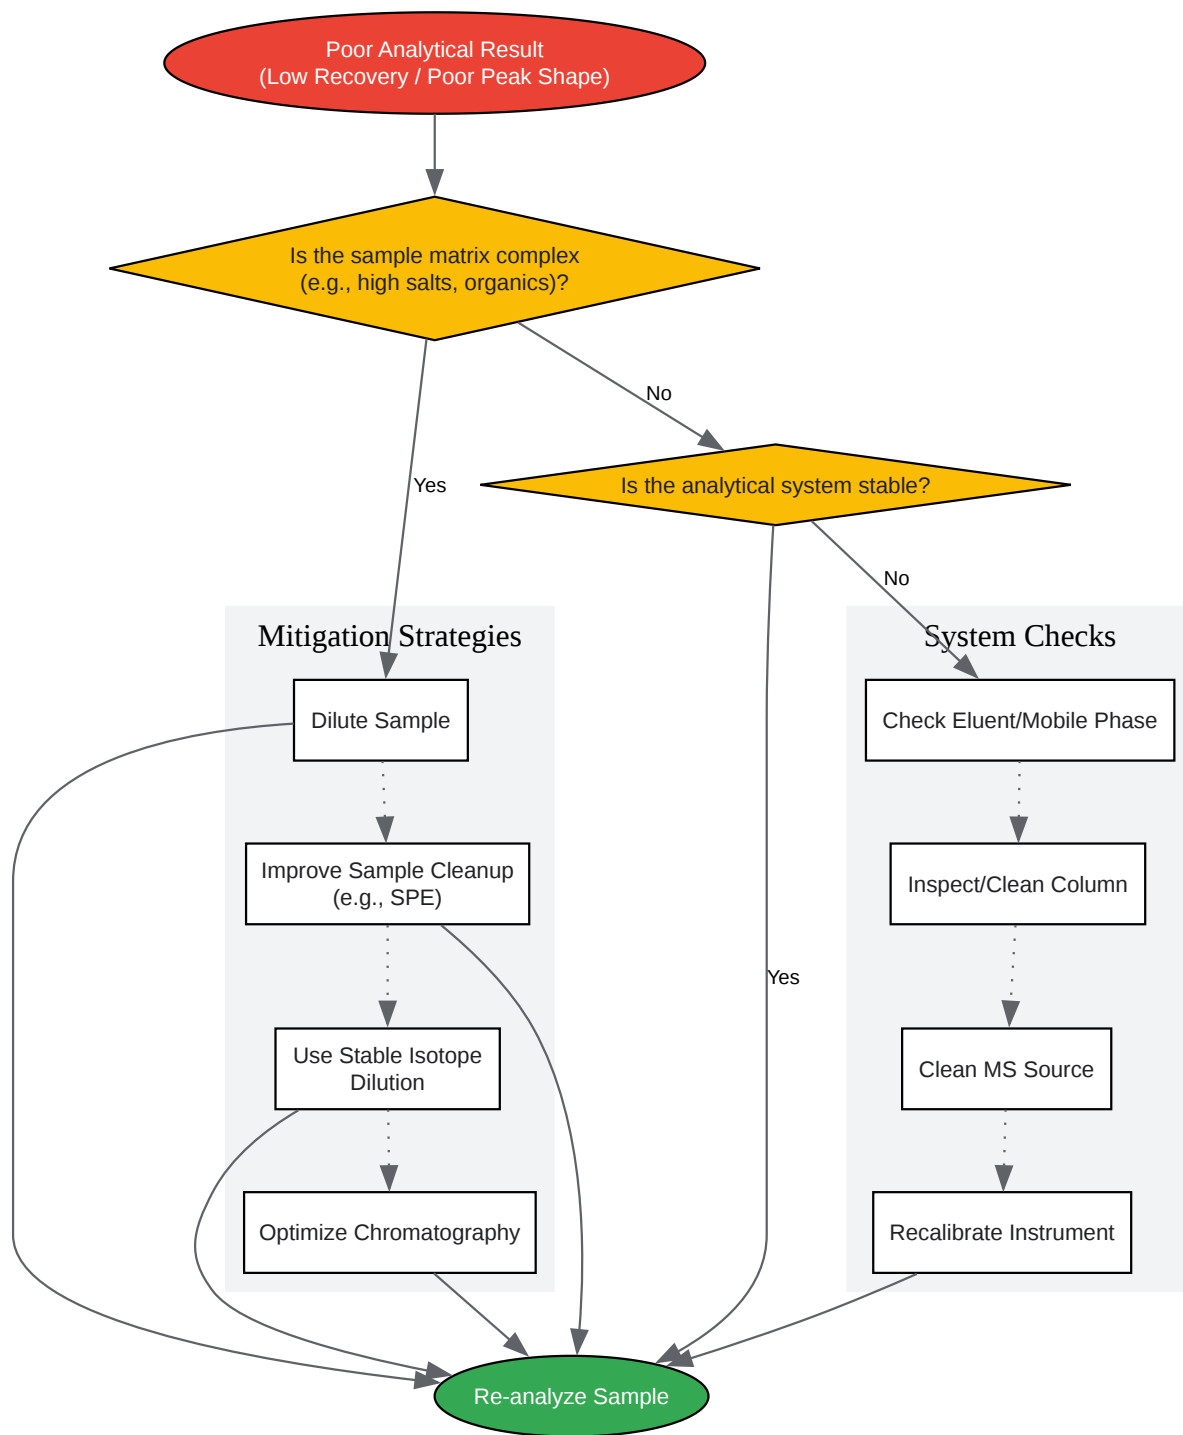 Poor Analytical Result
(Low Recovery / Poor Peak Shape)
Is the sample matrix complex
(e.g., high salts, organics)?
No
Yes
Is the analytical system stable?
No
Mitigation Strategies
System Checks
Dilute Sample
Check Eluent/Mobile Phase
Improve Sample Cleanup
(e.g., SPE)
Inspect/Clean Column
Yes
Use Stable Isotope
Dilution
Clean MS Source
Optimize Chromatography
Recalibrate Instrument
Re-analyze Sample